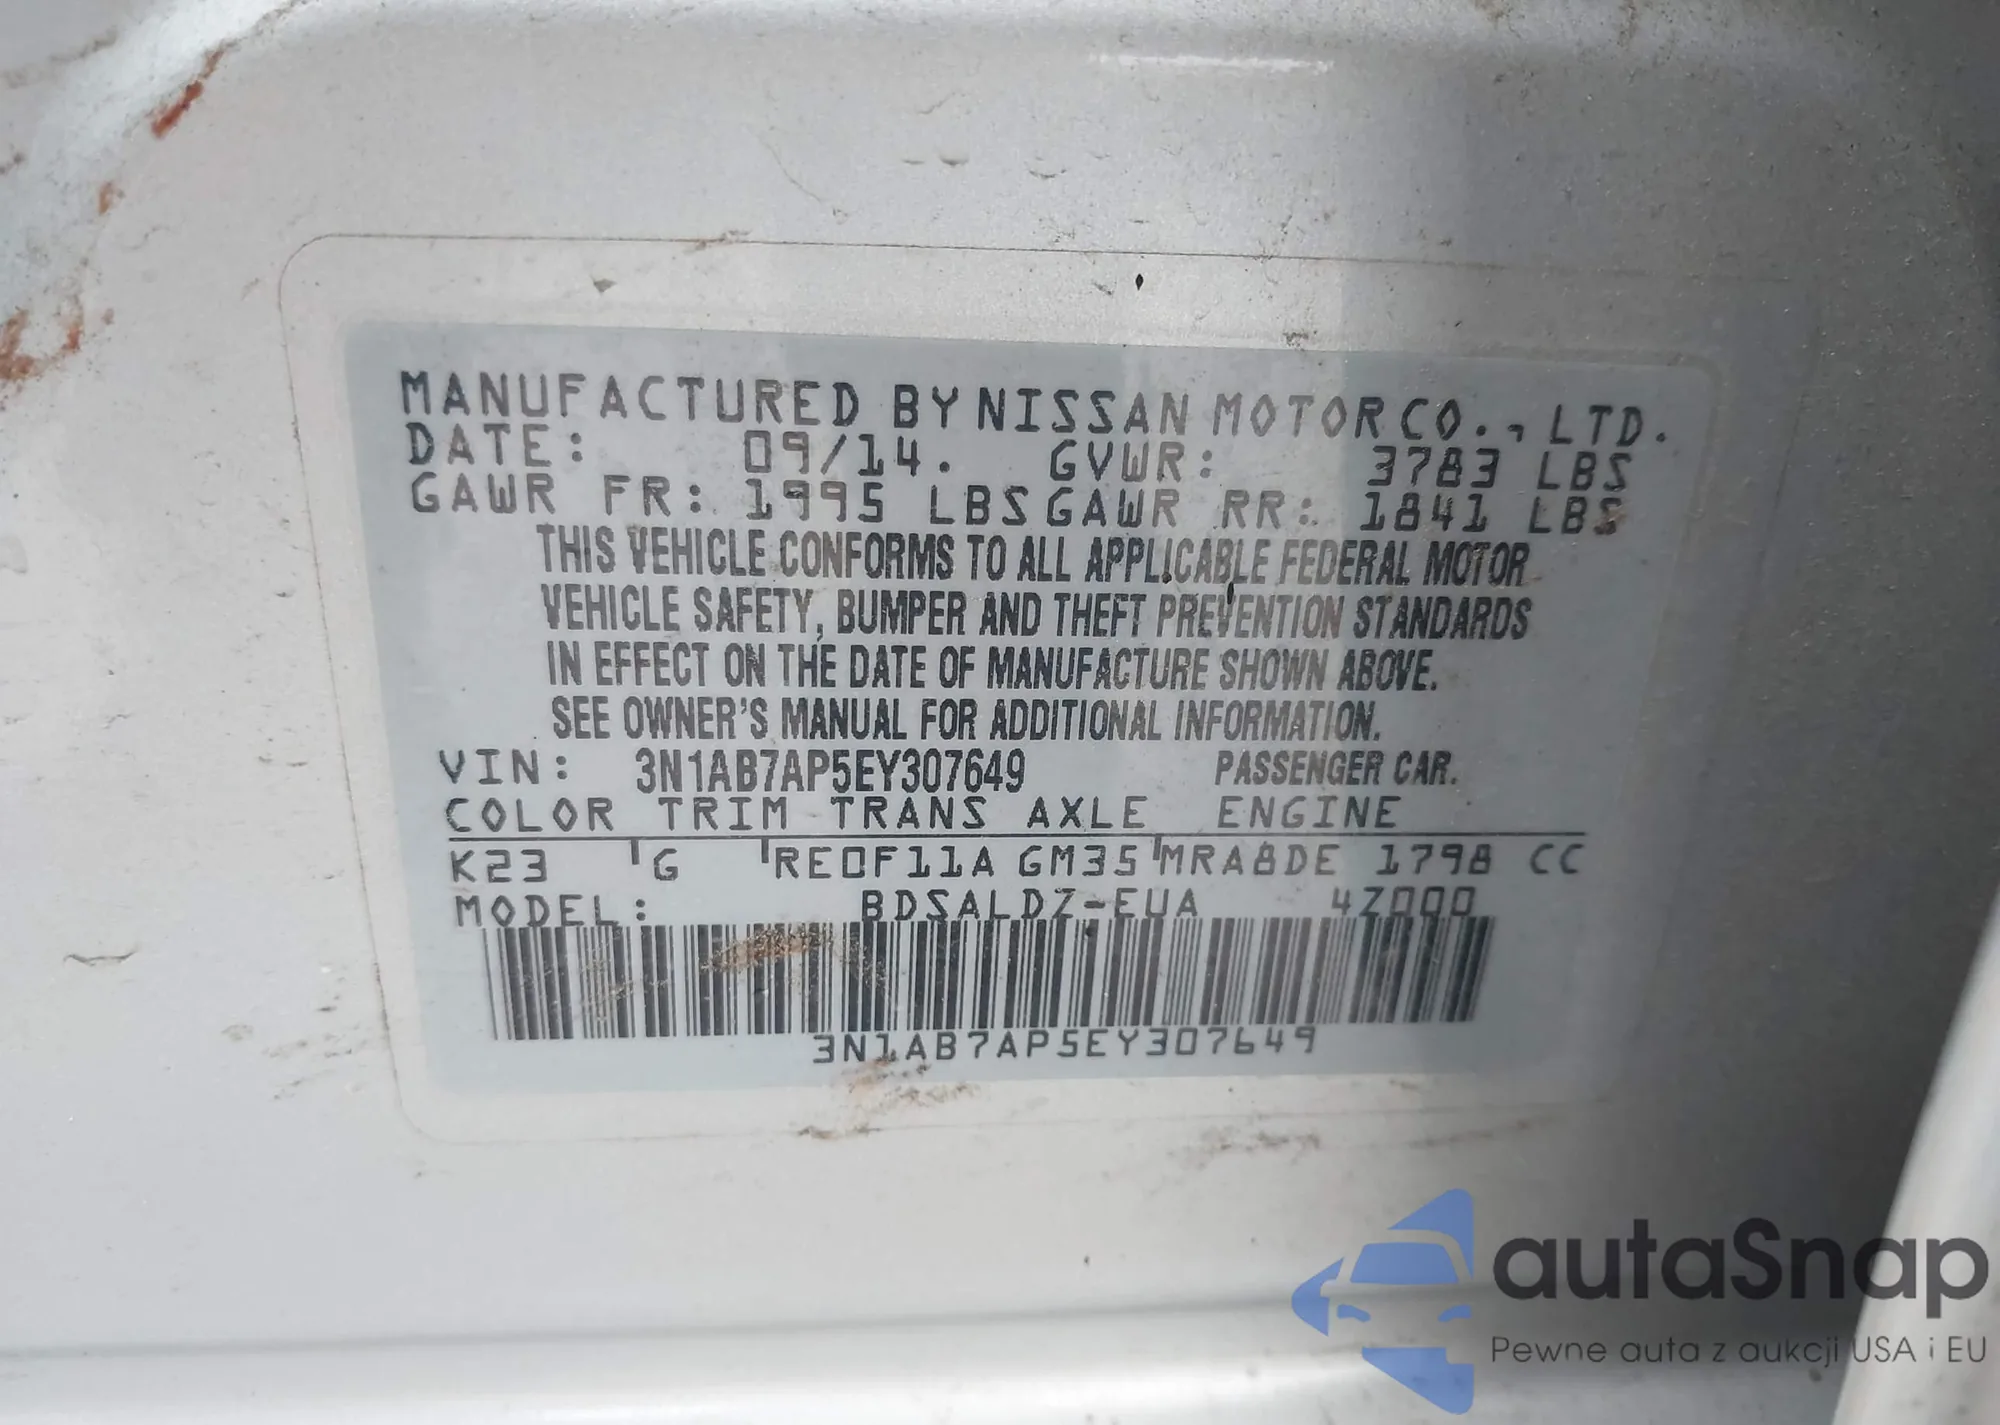 MANUFACTURED BY NISSAN MOTOR CO., LTD.
DATE: 09/14. GVWR: 3783 LBS
GAWR FR: 1995 LBS GAWR RR: 1841 LBS
THIS VEHICLE CONFORMS TO ALL APPLICABLE FEDERAL MOTOR
VEHICLE SAFETY, BUMPER AND THEFT PREVENTION STANDARDS
IN EFFECT ON THE DATE OF MANUFACTURE SHOWN ABOVE.
SEE OWNER'S MANUAL FOR ADDITIONAL INFORMATION.
VIN: 3N1AB7AP5EY307649 PASSENGER CAR.
COLOR TRIM TRANS AXLE ENGINE
K23 G RE0F11A GM35 MRA8DE 1798 CC
MODEL: BDSALDZ-EUA 4Z000
3N1AB7AP5EY307649
autaSnap
Pewne auta z aukcji USA i EU